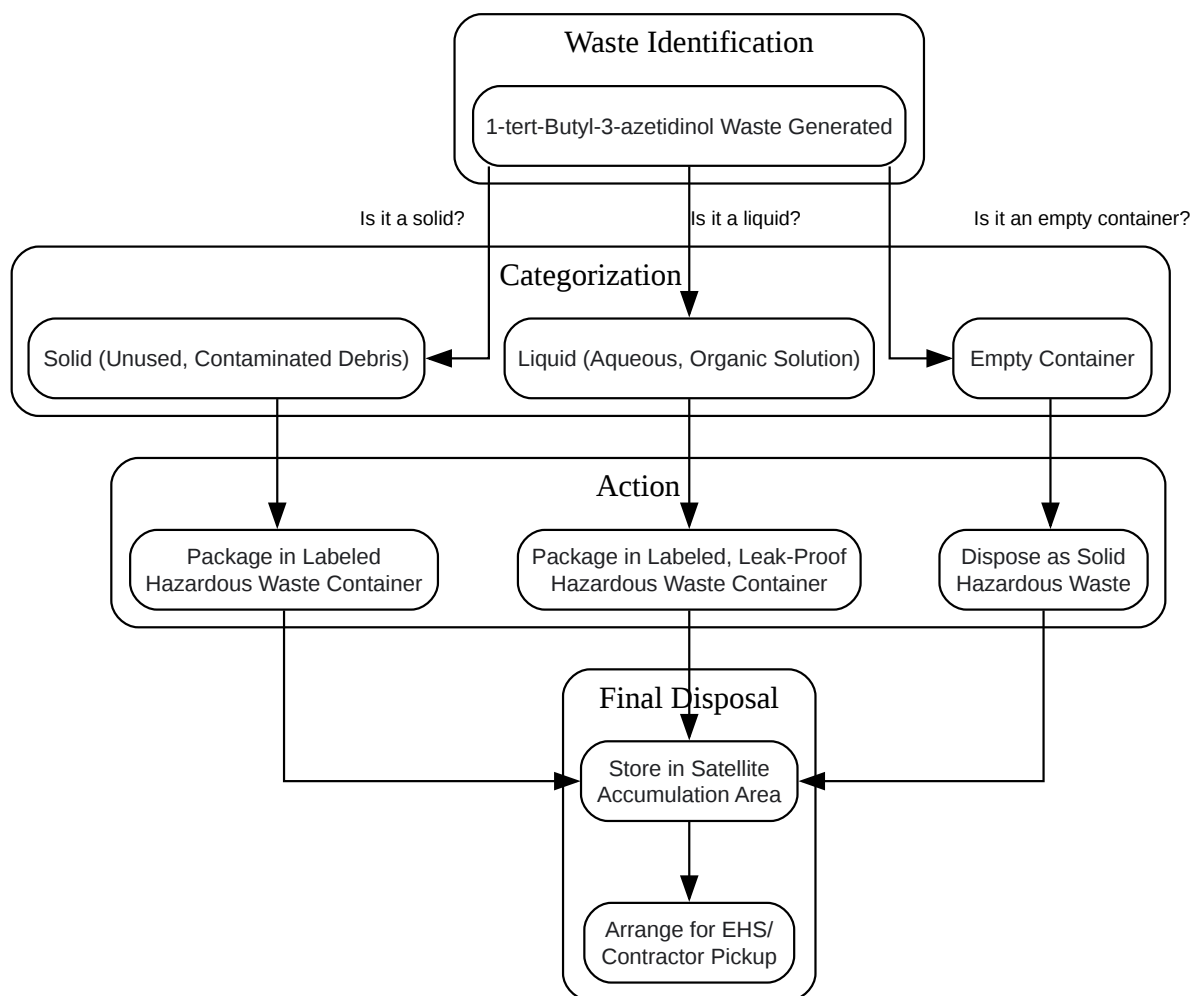 Waste Identification
1-tert-Butyl-3-azetidinol Waste Generated
Is it a solid?
Is it a liquid?
Is it an empty container?
Categorization
Solid (Unused, Contaminated Debris)
Liquid (Aqueous, Organic Solution)
Empty Container
Action
Package in Labeled
Hazardous Waste Container
Package in Labeled, Leak-Proof
Hazardous Waste Container
Dispose as Solid
Hazardous Waste
Final Disposal
Store in Satellite
Accumulation Area
Arrange for EHS/
Contractor Pickup